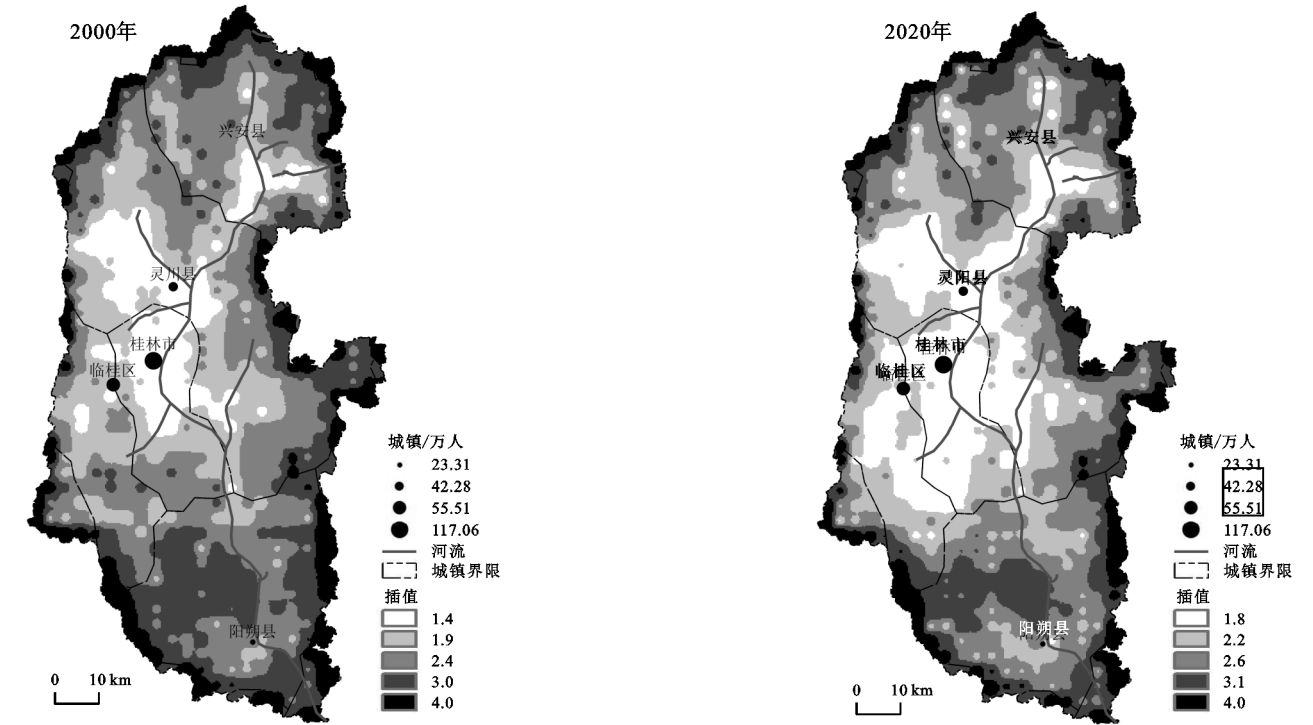 2000年
兴安县
灵川县
桂林市
临桂区
阳朔县
城镇/万人
23.31
42.28
55.51
117.06
河流
城镇界限
插值
1.4
1.9
2.4
3.0
4.0
0 10 km
2020年
兴安县
灵阳县
桂林市
临桂区
阳朔县
城镇/万人
23.31
42.28
55.51
117.06
河流
城镇界限
插值
1.8
2.2
2.6
3.1
4.0
0 10 km